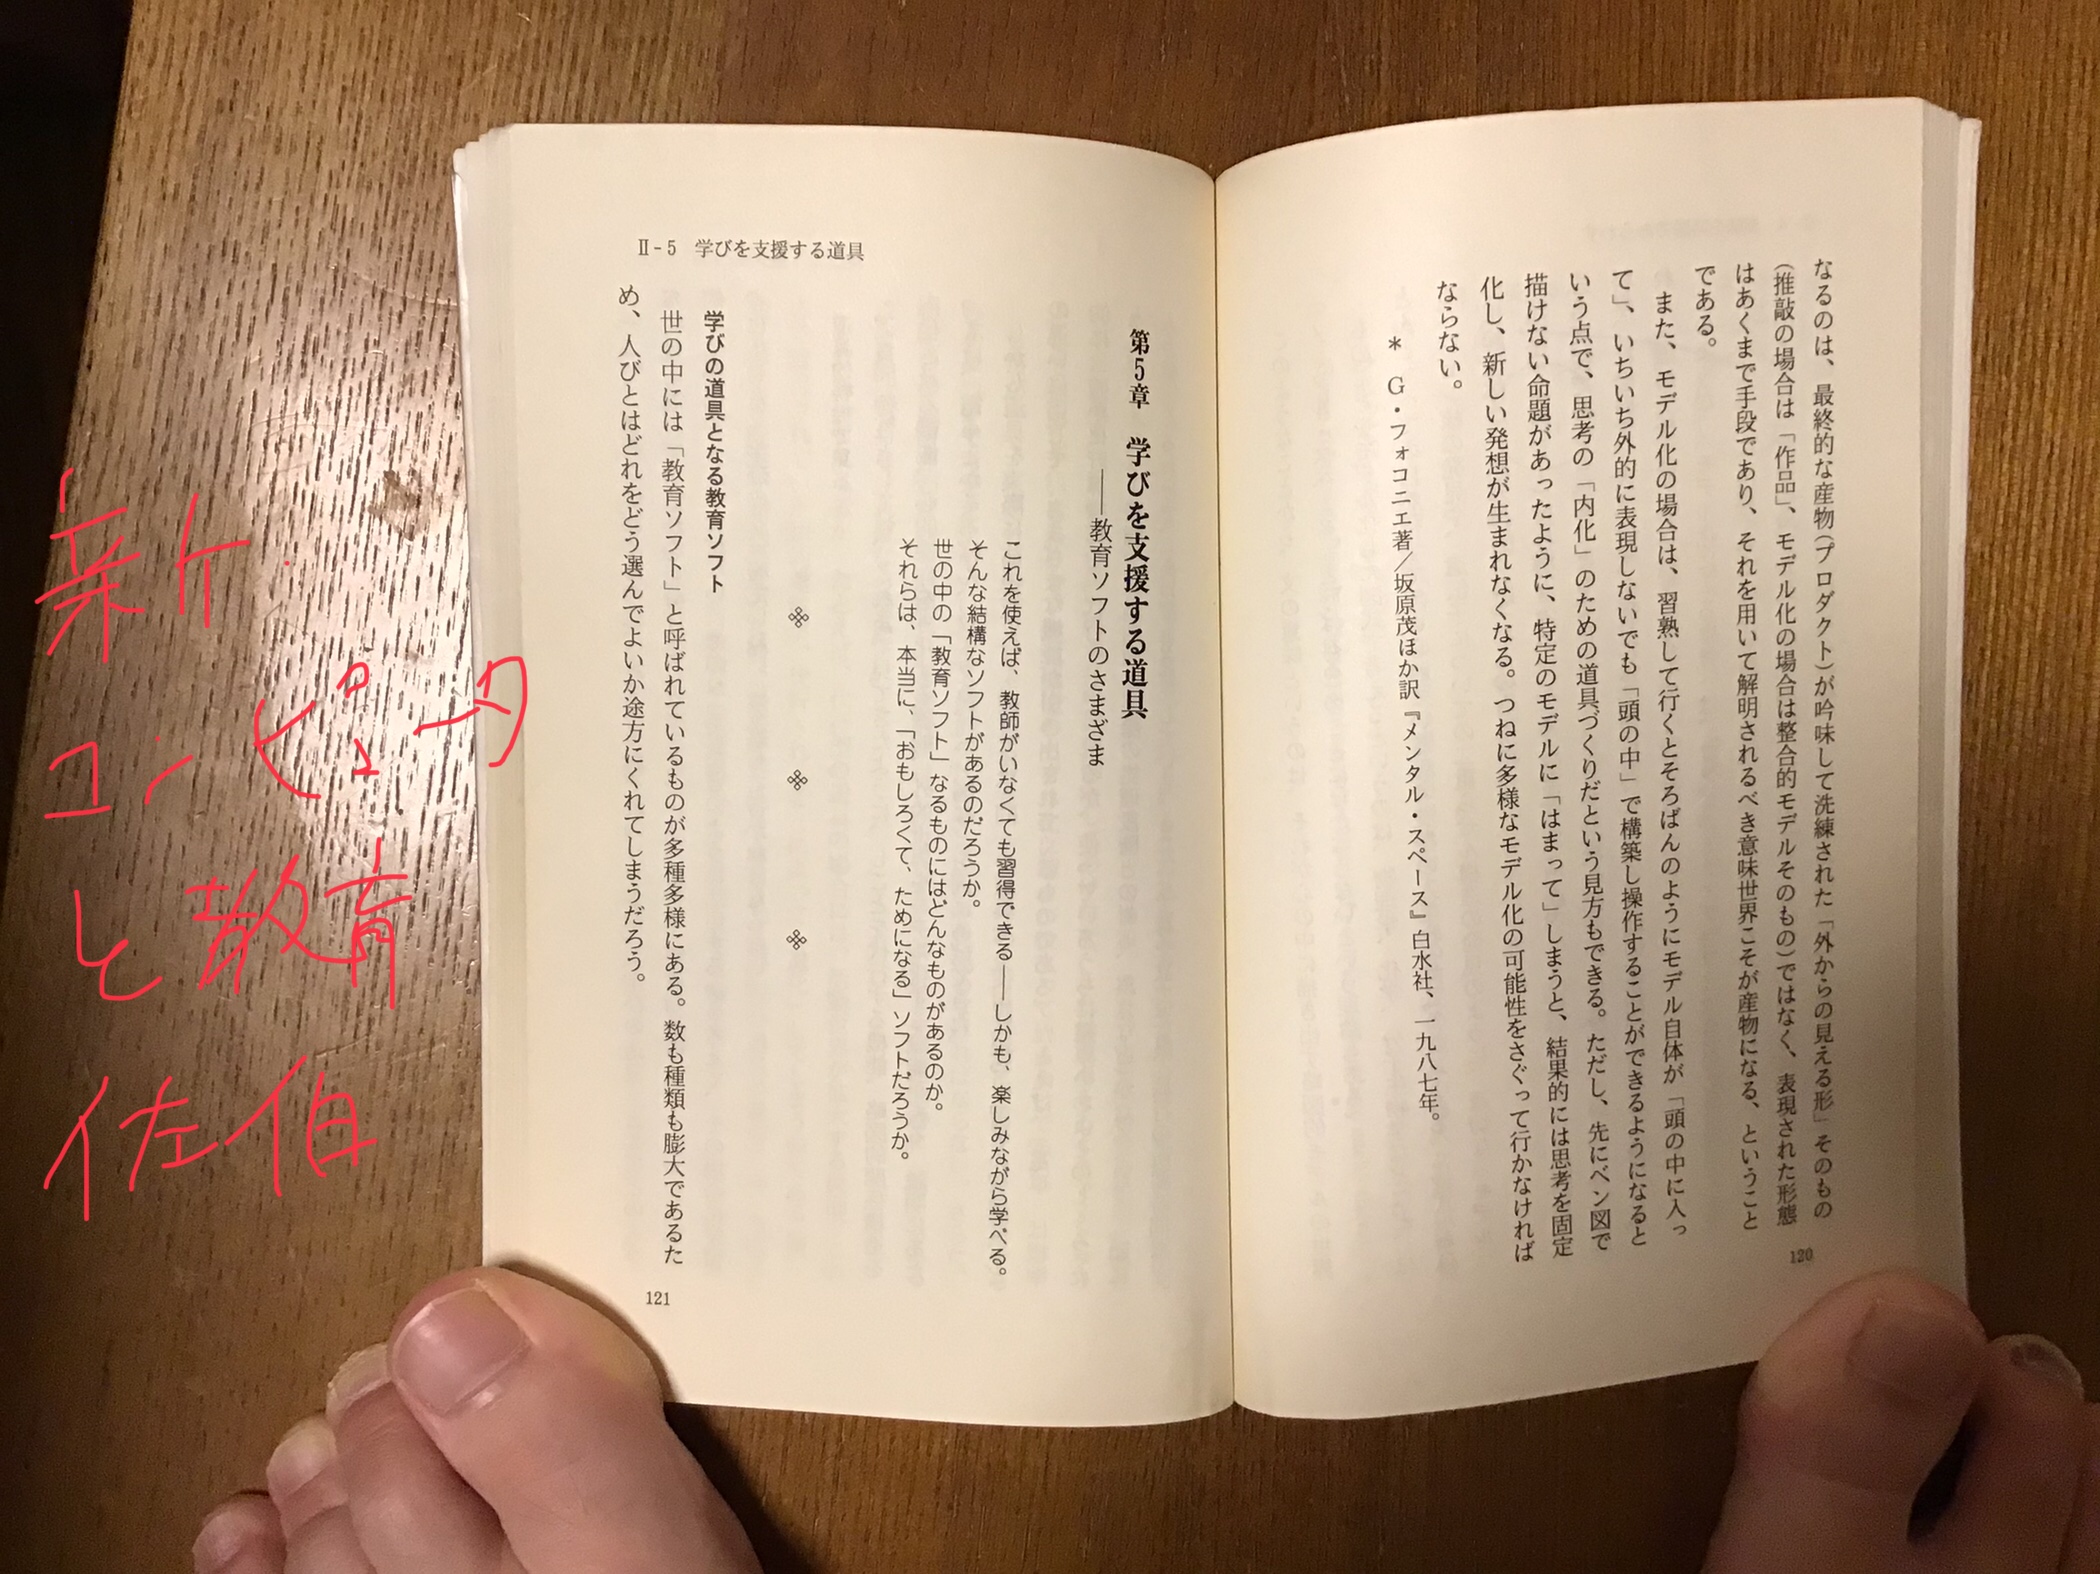 なるのは、最終的な産物(プロダクト)が吟味して洗練された「外からの見える形」そのもの
(推敲の場合は「作品」、モデル化の場合は整合的モデルそのもの)ではなく、表現された形態
はあくまで手段であり、それを用いて解明されるべき意味世界こそが産物になる、ということ
である。
また、モデル化の場合は、習熟して行くとそろばんのようにモデル自体が「頭の中に入っ
て」、いちいち外的に表現しないでも「頭の中」で構築し操作することができるようになると
いう点で、思考の「内化」のための道具づくりだという見方もできる。ただし、先にベン図で
描けない命題があったように、特定のモデルに「はまって」しまうと、結果的には思考を固定
化し、新しい発想が生まれなくなる。つねに多様なモデル化の可能性をさぐって行かなければ
ならない。
* G・フォコニエ著/坂原茂ほか訳『メンタル・スペース』白水社、一九八七年。
120
Ⅱ-5 学びを支援する道具
第5章 学びを支援する道具
――教育ソフトのさまざま
これを使えば、教師がいなくても習得できる――しかも、楽しみながら学べる。
そんな結構なソフトがあるのだろうか。
世の中の「教育ソフト」なるものにはどんなものがあるのか。
それらは、本当に、「おもしろくて、ためになる」ソフトだろうか。
学びの道具となる教育ソフト
世の中には「教育ソフト」と呼ばれているものが多種多様にある。数も種類も膨大であるた
め、人びとはどれをどう選んでよいか途方にくれてしまうだろう。
121
新・
コンピュータ
と教育
佐伯